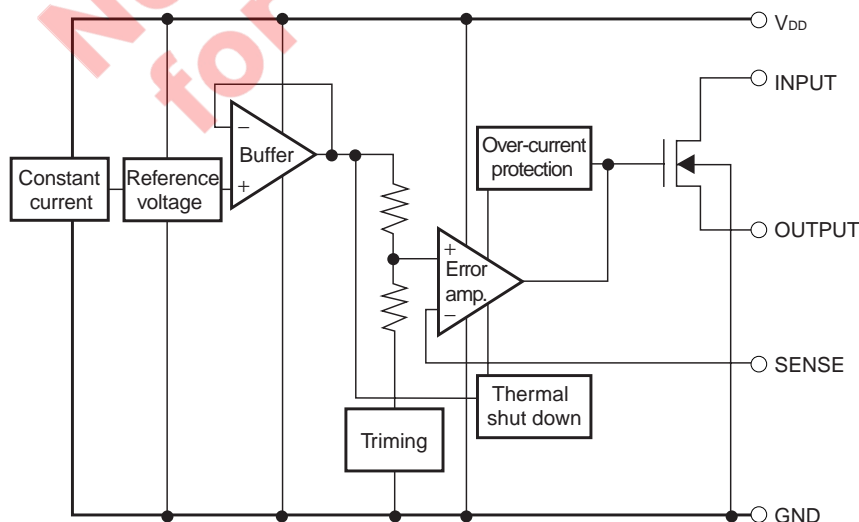 for
VDD
INPUT
−
Buffer
+
Over-current
protection
Constant
current
Reference
voltage
OUTPUT
+
Error
amp.
−
SENSE
Thermal
shut down
Triming
GND